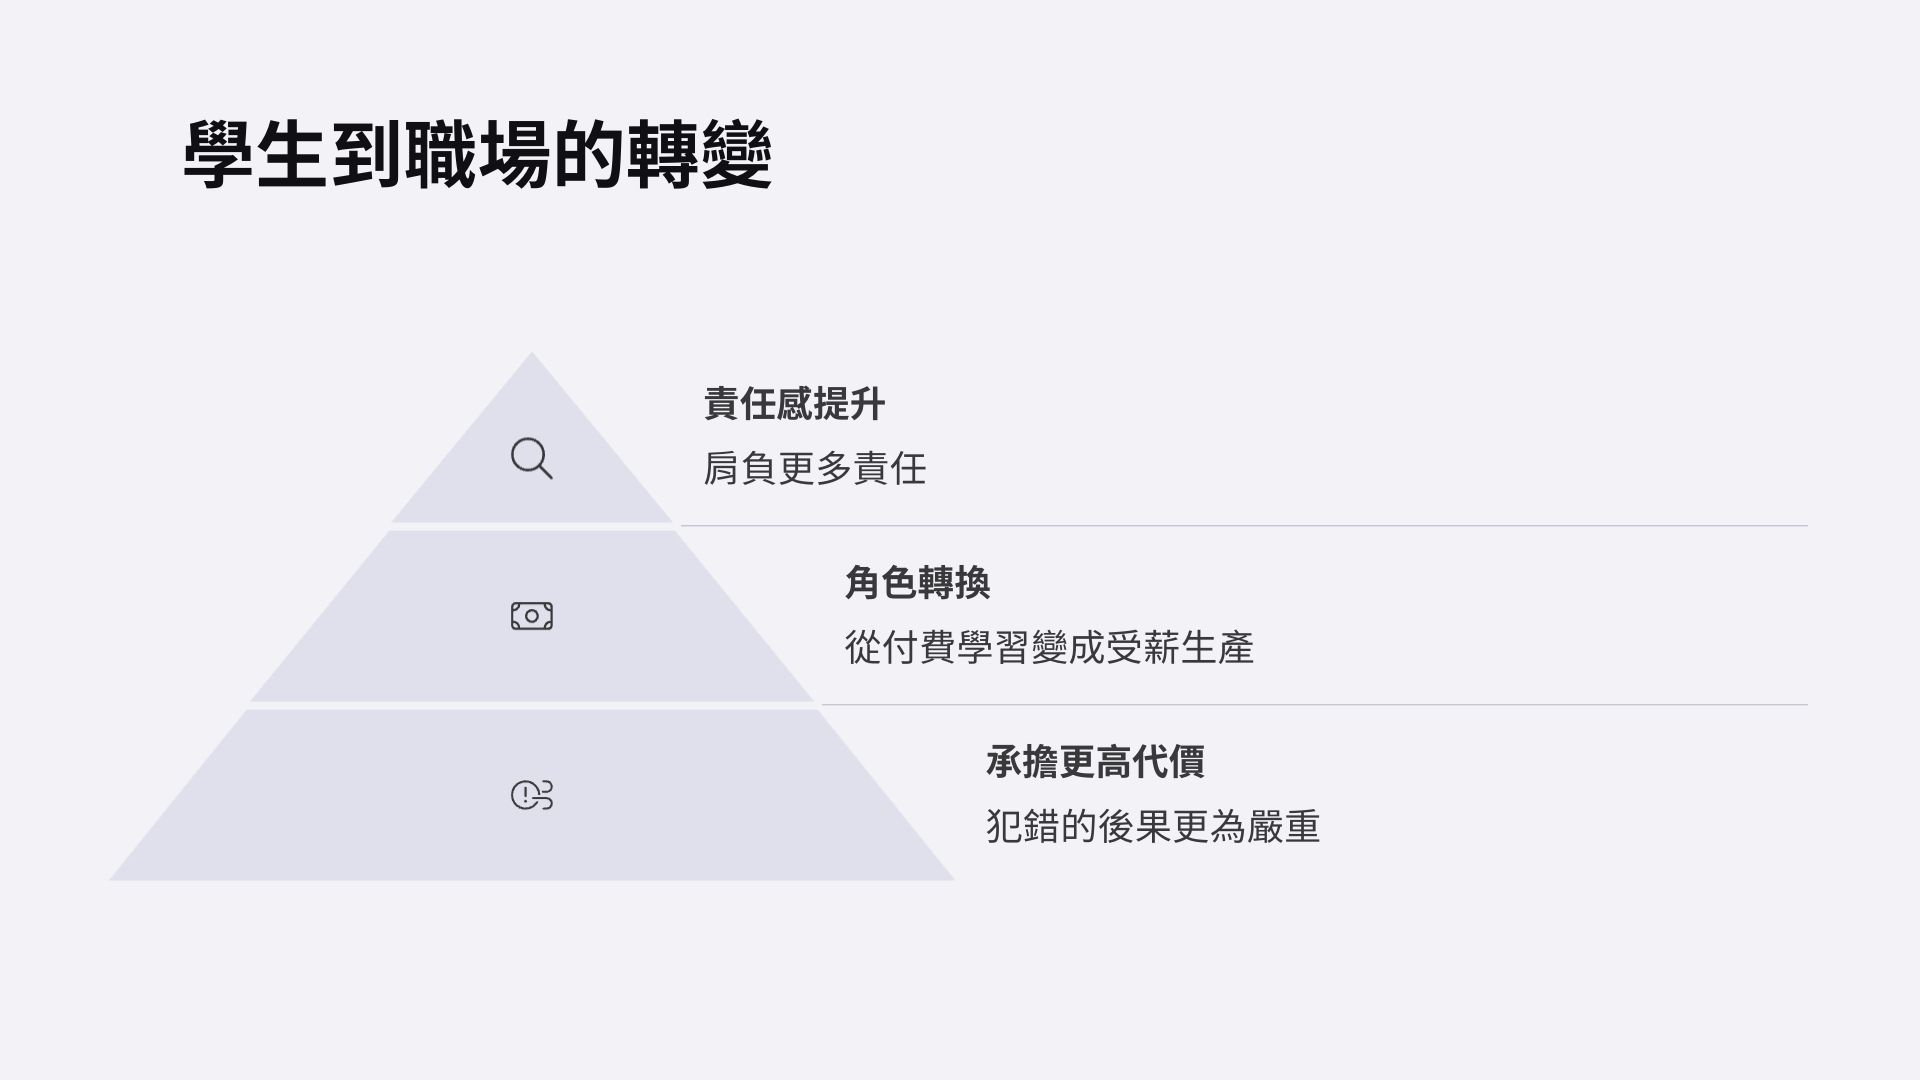 學生到職場的轉變
責任感提升
肩負更多責任
角色轉換
從付費學習變成受薪生產
承擔更高代價
犯錯的後果更為嚴重